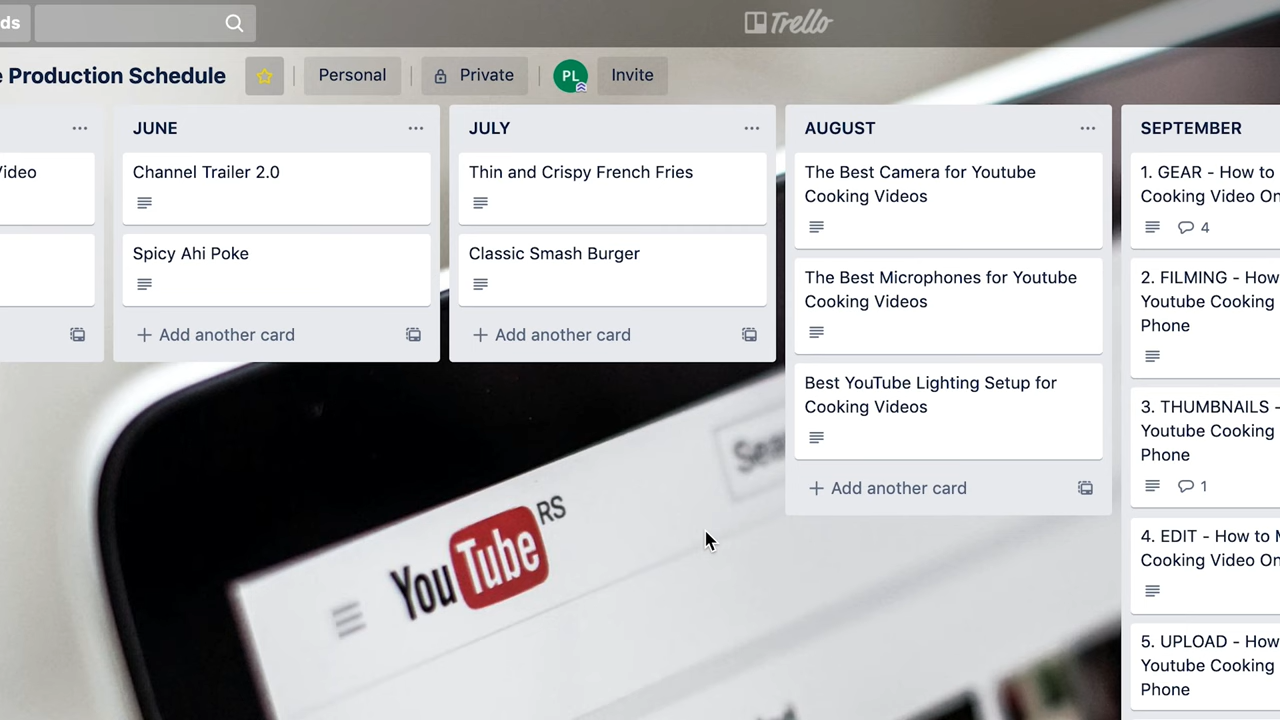 ds
Trello
e Production Schedule
Personal
Private
PL
Invite
Video
JUNE
Channel Trailer 2.0
Spicy Ahi Poke
+ Add another card
JULY
Thin and Crispy French Fries
Classic Smash Burger
+ Add another card
AUGUST
The Best Camera for Youtube
Cooking Videos
The Best Microphones for Youtube
Cooking Videos
Best YouTube Lighting Setup for
Cooking Videos
+ Add another card
SEPTEMBER
1. GEAR - How to
Cooking Video On
4
2. FILMING - How
Youtube Cooking
Phone
3. THUMBNAILS -
Youtube Cooking
Phone
1
4. EDIT - How to M
Cooking Video On
5. UPLOAD - How
Youtube Cooking
Phone
Sea
YouTube RS